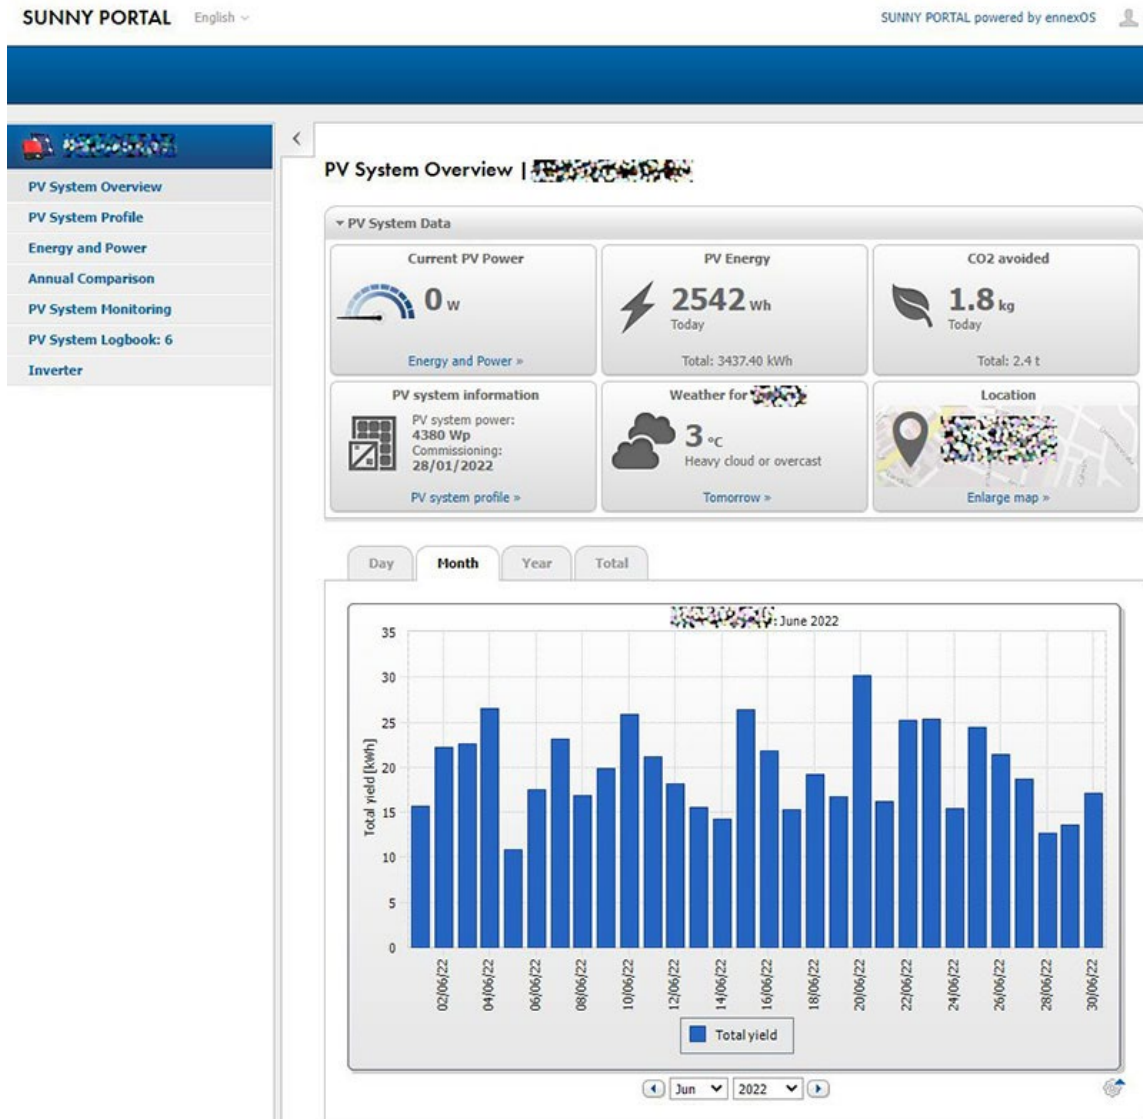 SUNNY PORTAL English SUNNY PORTAL powered by ennexOS
PV System Overview
PV System Profile
Energy and Power
Annual Comparison
PV System Monitoring
PV System Logbook: 6
Inverter
PV System Overview |
PV System Data
Current PV Power
0 W
Energy and Power »
PV Energy
2542 Wh
Today
Total: 3437.40 kWh
CO2 avoided
1.8 kg
Today
Total: 2.4 t
PV system information
PV system power:
4380 Wp
Commissioning:
28/01/2022
PV system profile »
Weather for
3 °C
Heavy cloud or overcast
Tomorrow »
Location
Enlarge map »
Day Month Year Total
: June 2022
Total yield [kWh]
35
30
25
20
15
10
5
0
02/06/22 04/06/22 06/06/22 08/06/22 10/06/22 12/06/22 14/06/22 16/06/22 18/06/22 20/06/22 22/06/22 24/06/22 26/06/22 28/06/22 30/06/22
Total yield
Jun 2022